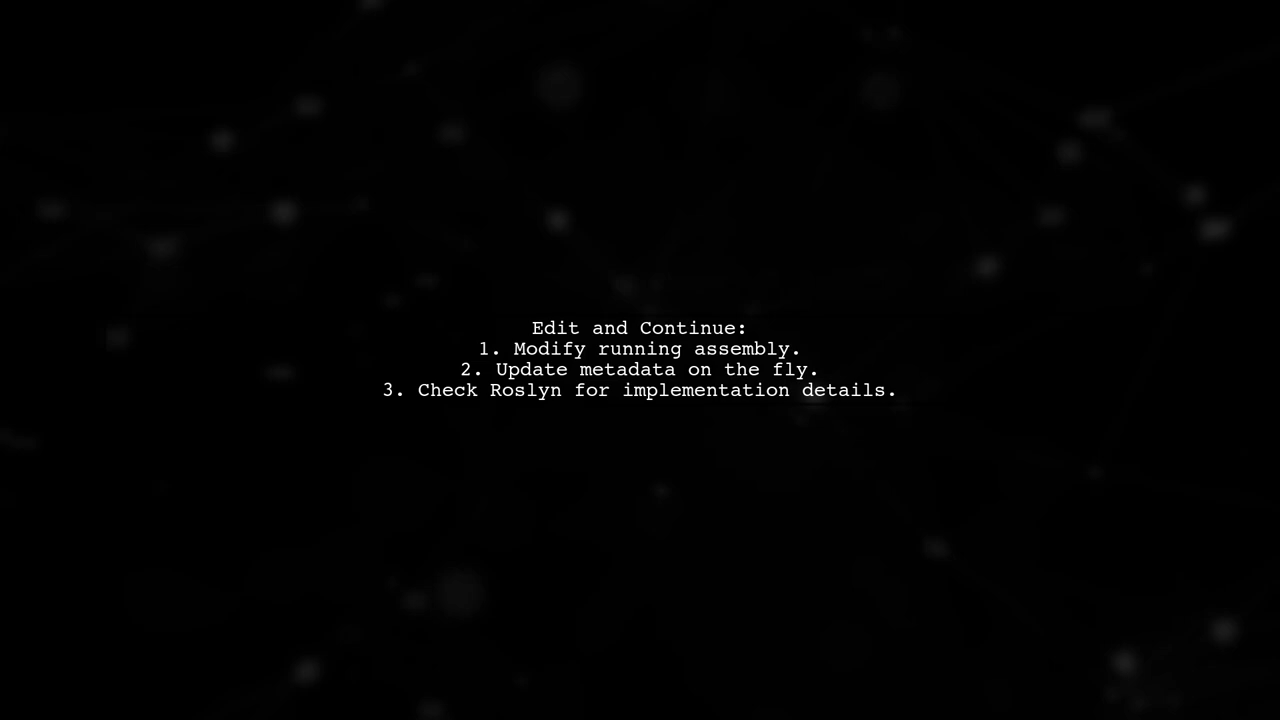 Edit and Continue:
1. Modify running assembly.
2. Update metadata on the fly.
3. Check Roslyn for implementation details.